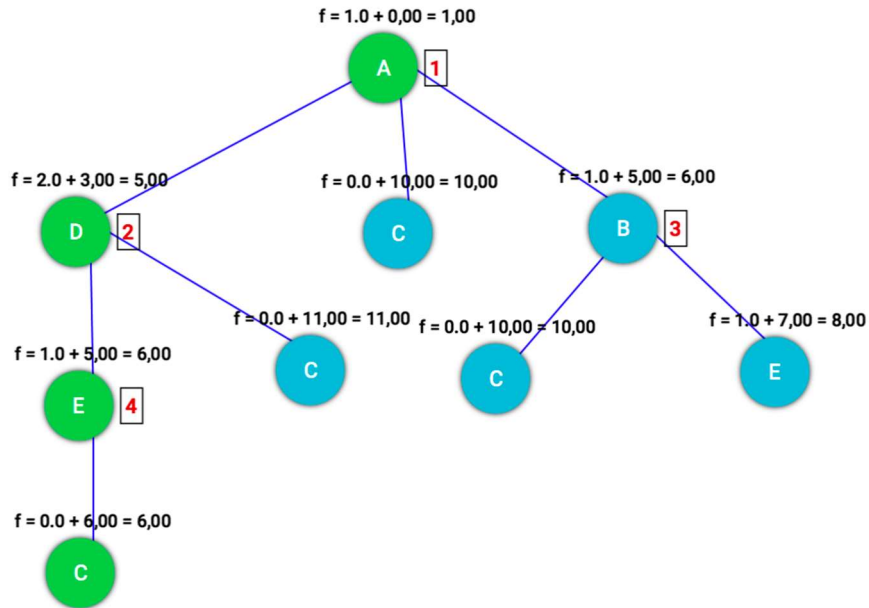 f = 1.0 + 0,00 = 1,00
A
1
f = 2.0 + 3,00 = 5,00
f = 0.0 + 10,00 = 10,00
f = 1.0 + 5,00 = 6,00
D
2
C
B
3
f = 0.0 + 11,00 = 11,00
f = 0.0 + 10,00 = 10,00
f = 1.0 + 7,00 = 8,00
f = 1.0 + 5,00 = 6,00
C
C
E
E
4
f = 0.0 + 6,00 = 6,00
C